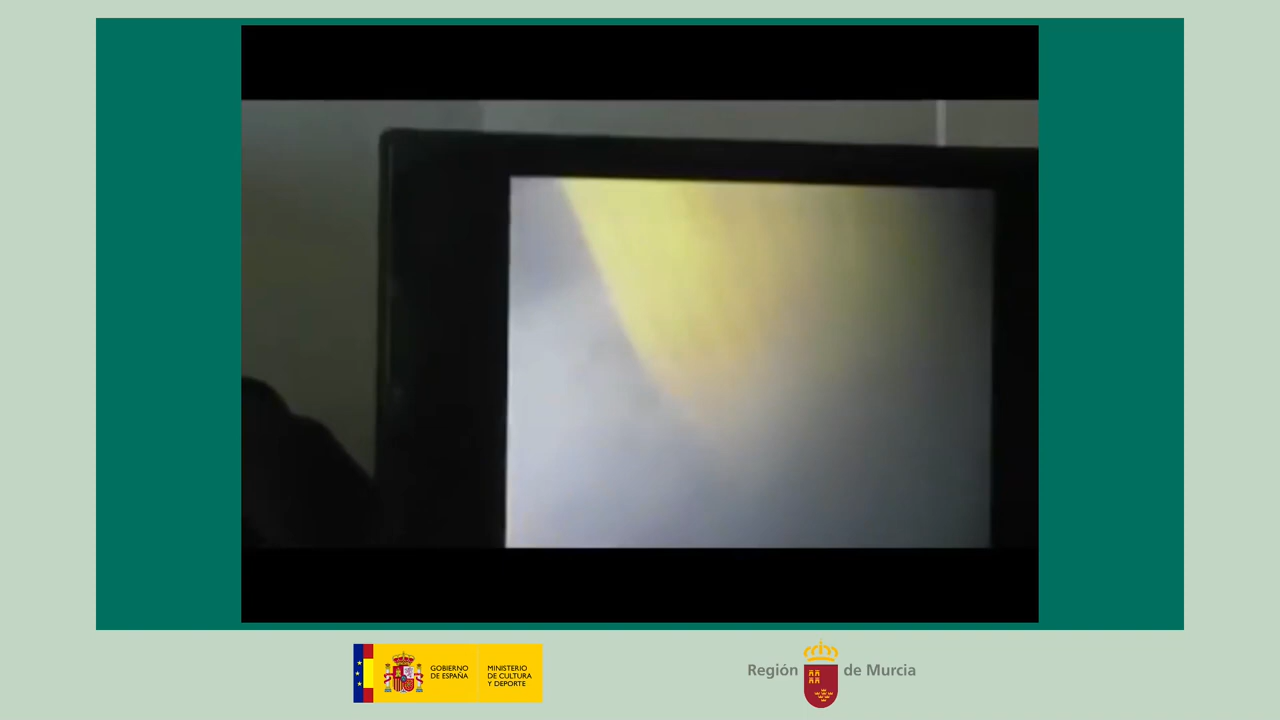 GOBIERNO
DE ESPAÑA
MINISTERIO
DE CULTURA
Y DEPORTE
Región de Murcia